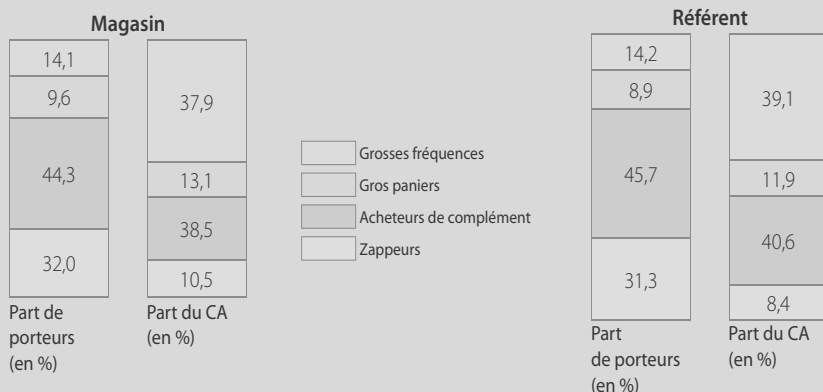 Magasin
14,1
9,6
44,3
32,0
Part de
porteurs
(en %)
37,9
13,1
38,5
10,5
Part du CA
(en %)
Grosses fréquences
Gros paniers
Acheteurs de complément
Zappeurs
Référent
14,2
8,9
45,7
31,3
Part
de porteurs
(en %)
39,1
11,9
40,6
8,4
Part du CA
(en %)